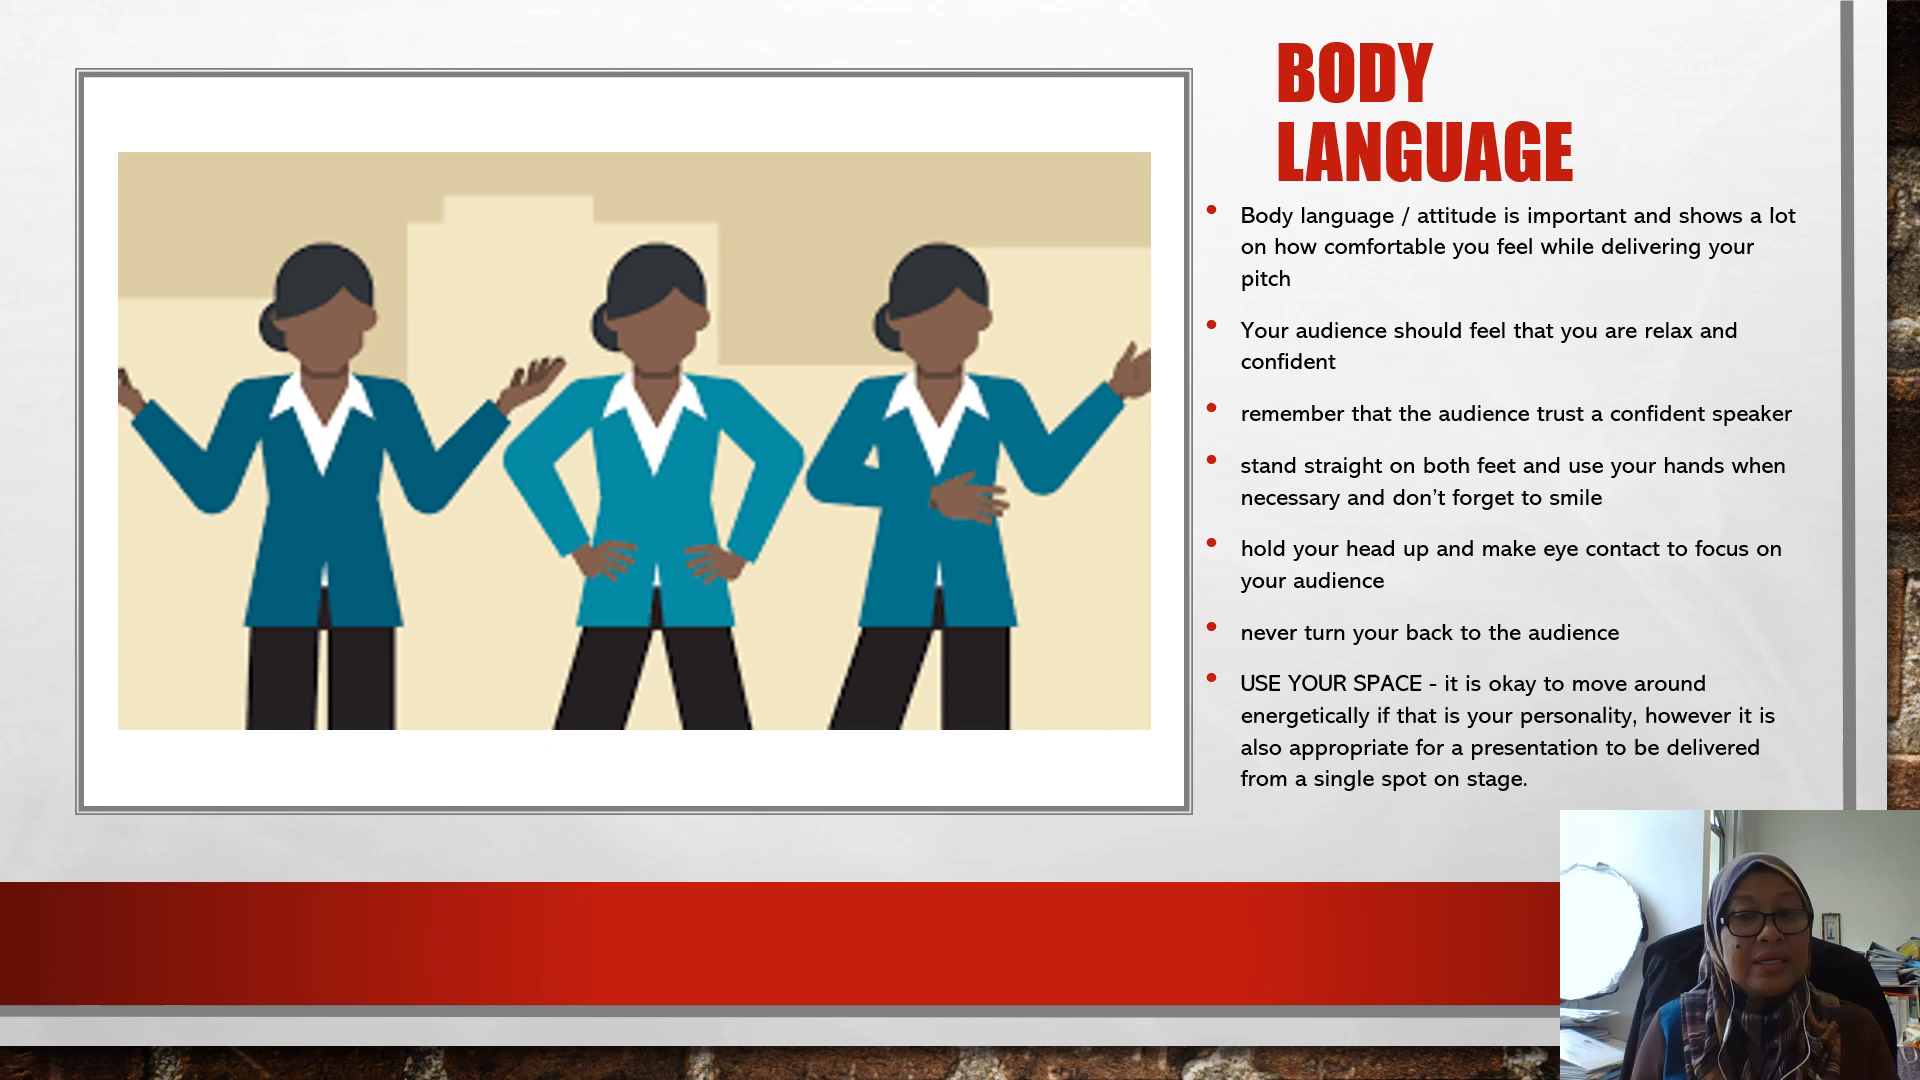 BODY
LANGUAGE
Body language / attitude is important and shows a lot
on how comfortable you feel while delivering your
pitch
Your audience should feel that you are relax and
confident
remember that the audience trust a confident speaker
stand straight on both feet and use your hands when
necessary and don’t forget to smile
hold your head up and make eye contact to focus on
your audience
never turn your back to the audience
USE YOUR SPACE - it is okay to move around
energetically if that is your personality, however it is
also appropriate for a presentation to be delivered
from a single spot on stage.